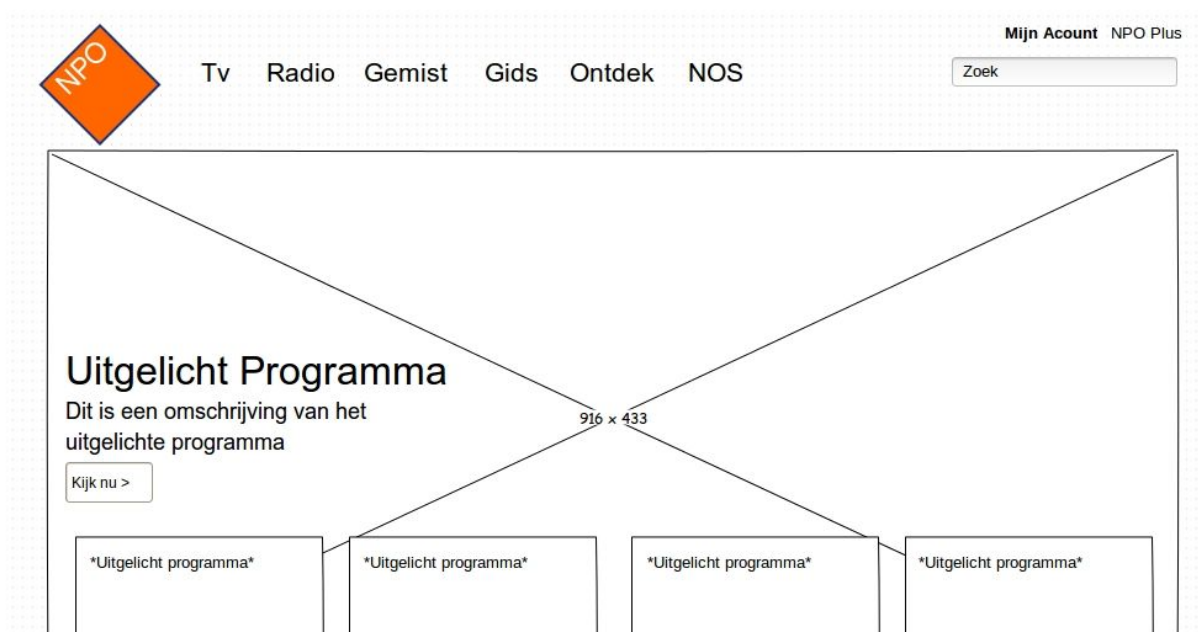 Mijn Acount NPO Plus
NPO
Tv Radio Gemist Gids Ontdek NOS
Zoek
Uitgelicht Programma
Dit is een omschrijving van het
uitgelichte programma
916 x 433
Kijk nu >
*Uitgelicht programma* *Uitgelicht programma* *Uitgelicht programma* *Uitgelicht programma*